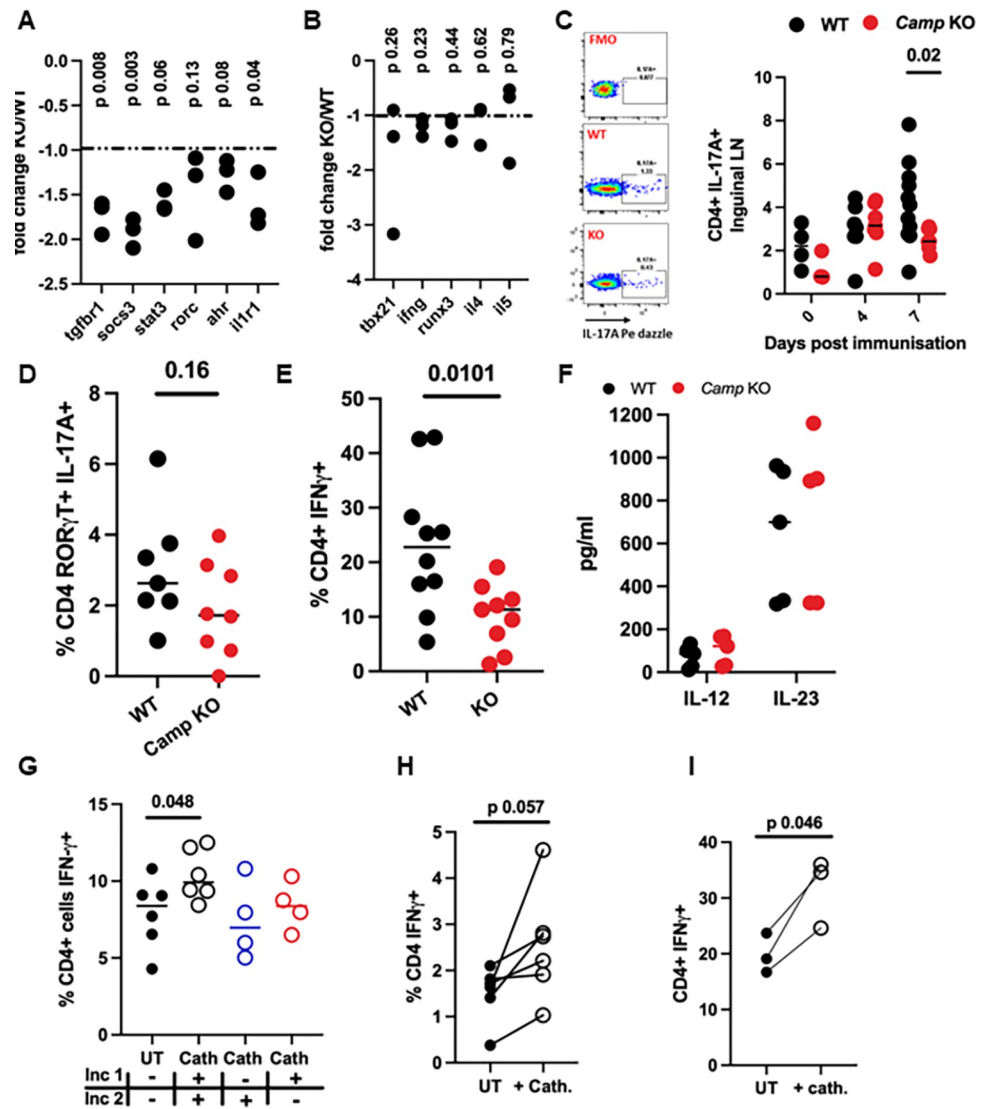 A
p 0.008
p 0.003
p 0.06
p 0.13
p 0.08
p 0.04
0.0
-0.5
-1.0
-1.5
-2.0
-2.5
fold change KO/WT
tgfbr1
socs3
stat3
rorc
ahr
il1r1
B
p 0.26
p 0.23
p 0.44
p 0.62
p 0.79
0
-1
-2
-3
-4
fold change KO/WT
tbx21
ifng
runx3
il4
il5
C
FMO
WT
IL17A+
1.33
KO
IL17A+
0.43
IL-17A Pe dazzle
WT
Camp KO
0.02
10
8
6
4
2
0
CD4+ IL-17A+
Inguinal LN
0
4
7
Days post immunisation
D
0.16
8
6
4
2
0
% CD4 RORγT+ IL-17A+
WT
Camp KO
E
0.0101
50
40
30
20
10
0
% CD4+ IFNγ+
WT
KO
F
WT
Camp KO
1200
1000
800
600
400
200
0
pg/ml
IL-12
IL-23
G
0.048
15
10
5
0
% CD4+ cells IFN-γ+
UT Cath Cath Cath
Inc 1 - + - +
Inc 2 - + + -
H
p 0.057
5
4
3
2
1
0
% CD4 IFNγ+
UT
+ Cath.
I
p 0.046
40
30
20
10
0
CD4+ IFNγ+
UT
+ cath.